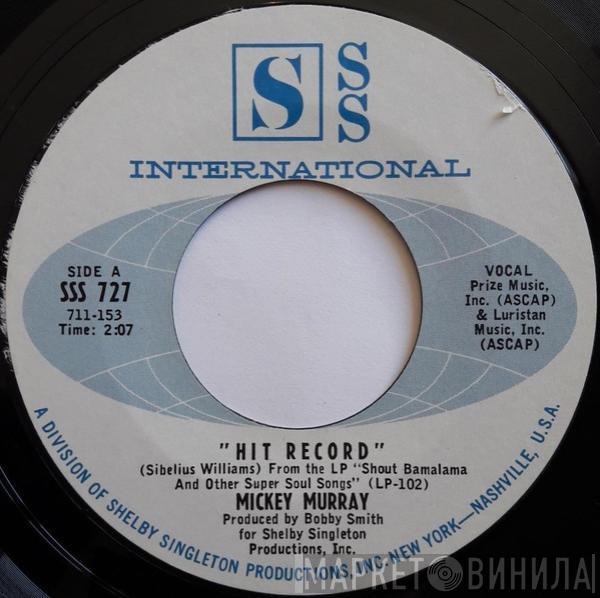 S S S
INTERNATIONAL
SIDE A
SSS 727
711-153
Time: 2:07
VOCAL
Prize Music,
Inc. (ASCAP)
& Luristan
Music, Inc.
(ASCAP)
"HIT RECORD"
(Sibelius Williams) From the LP "Shout Bamalama
And Other Super Soul Songs" (LP-102)
MICKEY MURRAY
Produced by Bobby Smith
for Shelby Singleton
Productions, Inc.
A DIVISION OF SHELBY SINGLETON PRODUCTIONS, INC. NEW YORK—NASHVILLE, U.S.A.
МАРКЕТ ВИНИЛА